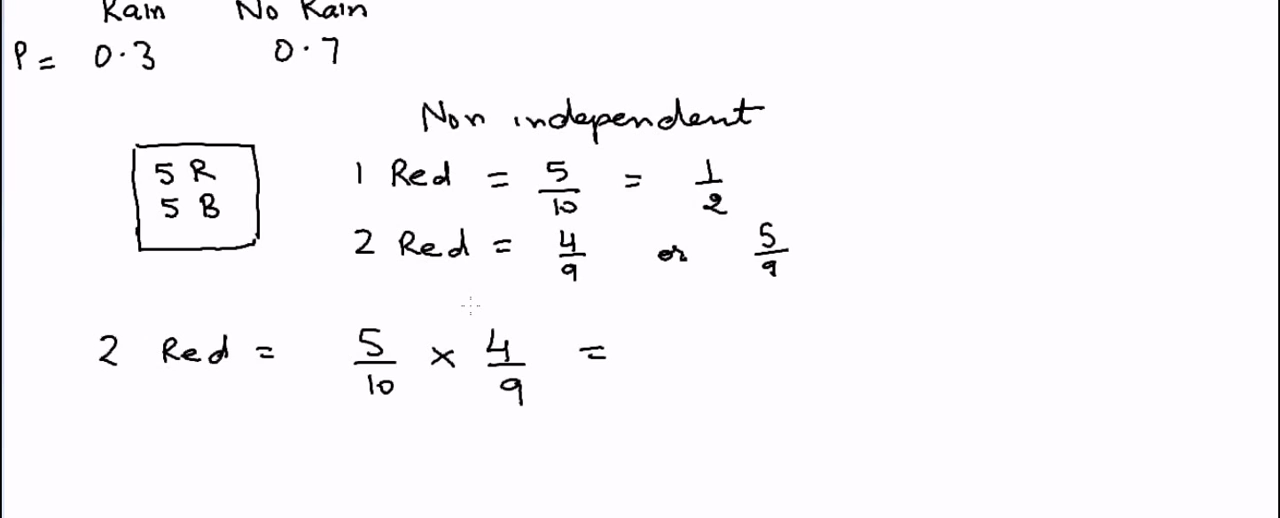 Rain No Rain
P = 0.3 0.7
Non independent
5 R
5 B
1 Red = 5/10 = 1/2
2 Red = 4/9 or 5/9
2 Red = 5/10 × 4/9 =